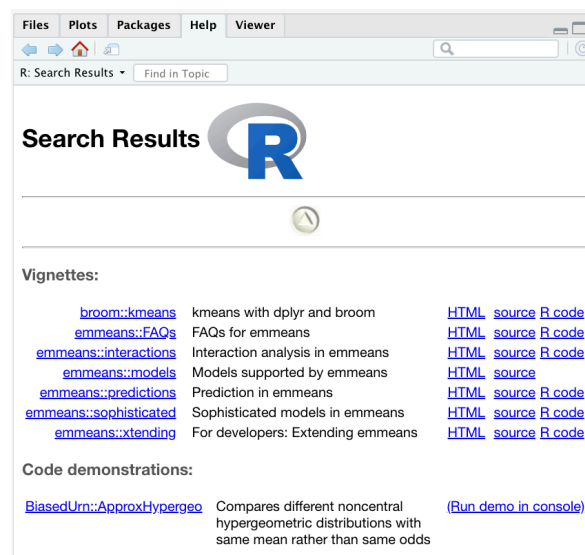 Files Plots Packages Help Viewer
R: Search Results Find in Topic
Search Results R
Vignettes:
broom::kmeans kmeans with dplyr and broom HTML source R code
emmeans::FAQs FAQs for emmeans HTML source R code
emmeans::interactions Interaction analysis in emmeans HTML source R code
emmeans::models Models supported by emmeans HTML source
emmeans::predictions Prediction in emmeans HTML source R code
emmeans::sophisticated Sophisticated models in emmeans HTML source R code
emmeans::xtending For developers: Extending emmeans HTML source R code
Code demonstrations:
BiasedUrn::ApproxHypergeo Compares different noncentral (Run demo in console)
hypergeometric distributions with
same mean rather than same odds